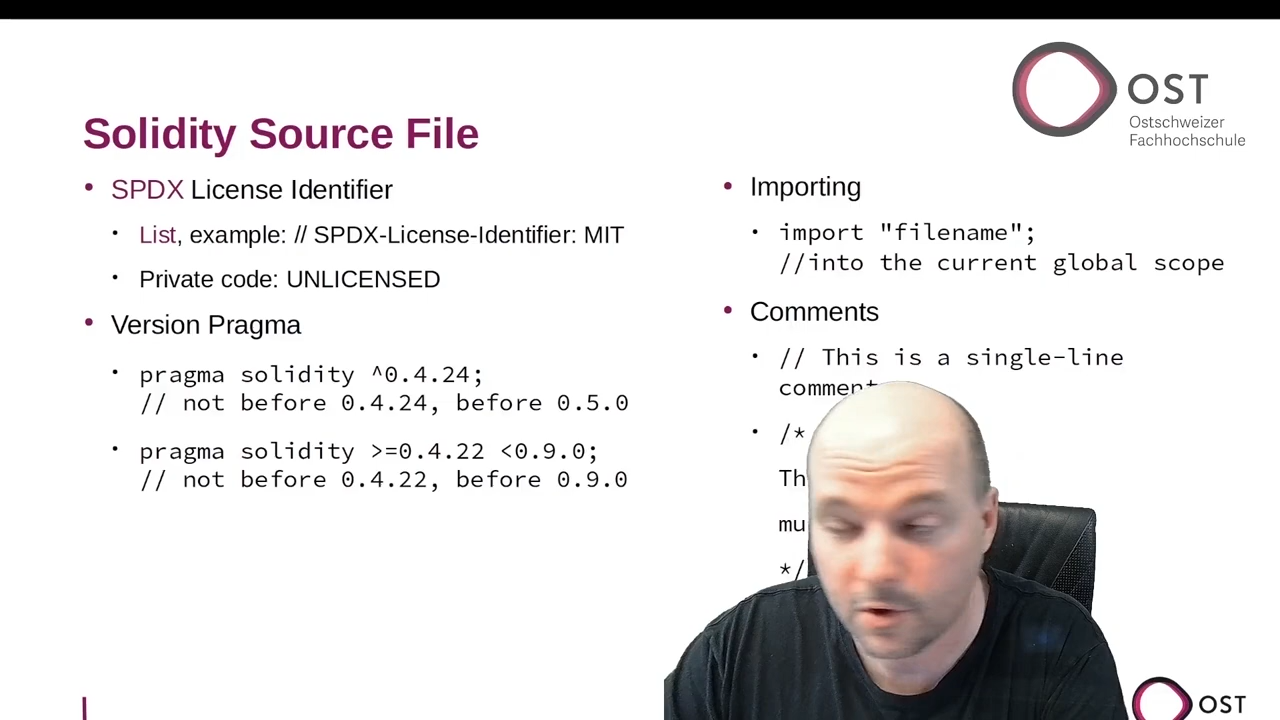 OST
Ostschweizer
Fachhochschule
Solidity Source File
• SPDX License Identifier
• List, example: // SPDX-License-Identifier: MIT
• Private code: UNLICENSED
• Version Pragma
• pragma solidity ^0.4.24;
// not before 0.4.24, before 0.5.0
• pragma solidity >=0.4.22 <0.9.0;
// not before 0.4.22, before 0.9.0
• Importing
• import "filename";
//into the current global scope
• Comments
• // This is a single-line
comment
• /*
*/
OST